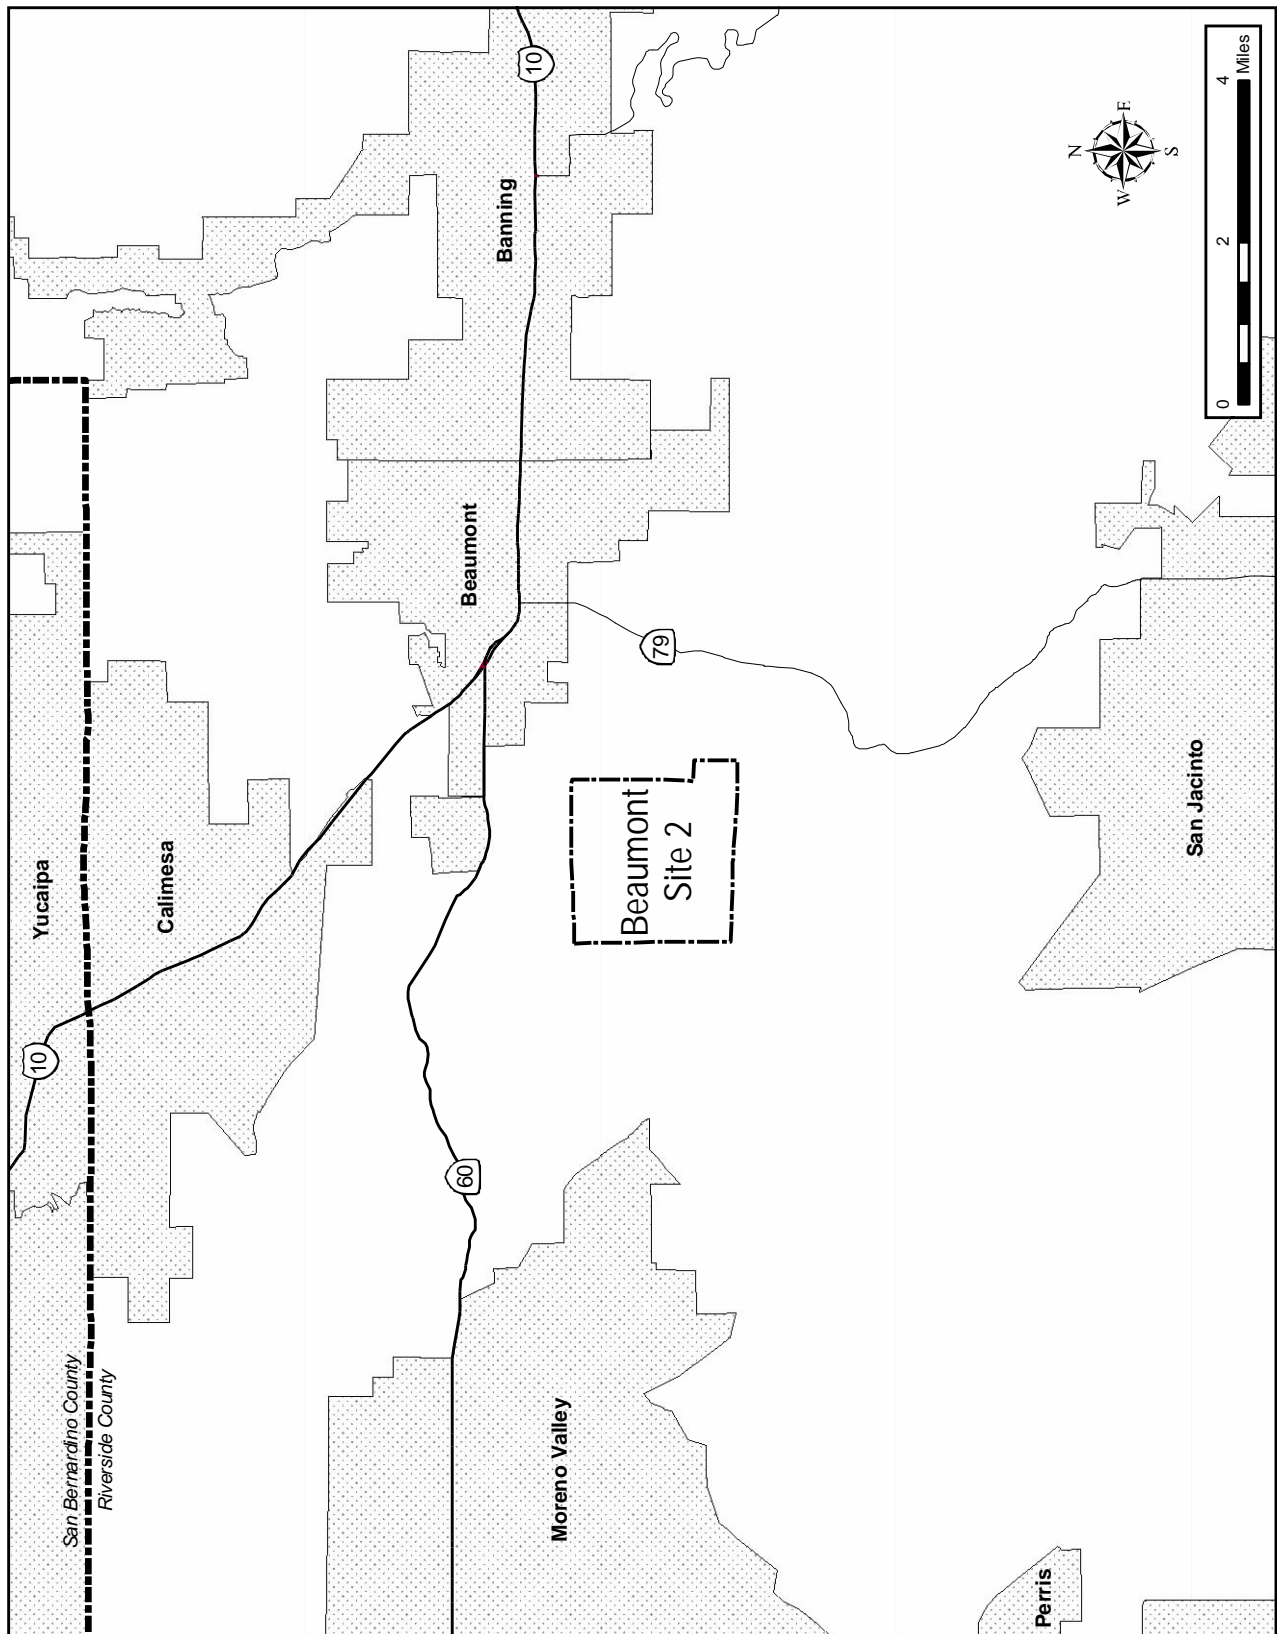 San Bernardino County
Riverside County
Yucaipa
Calimesa
10
10
Beaumont
Banning
60
79
Moreno Valley
Beaumont
Site 2
San Jacinto
Perris
N
W
E
S
0
2
4
Miles